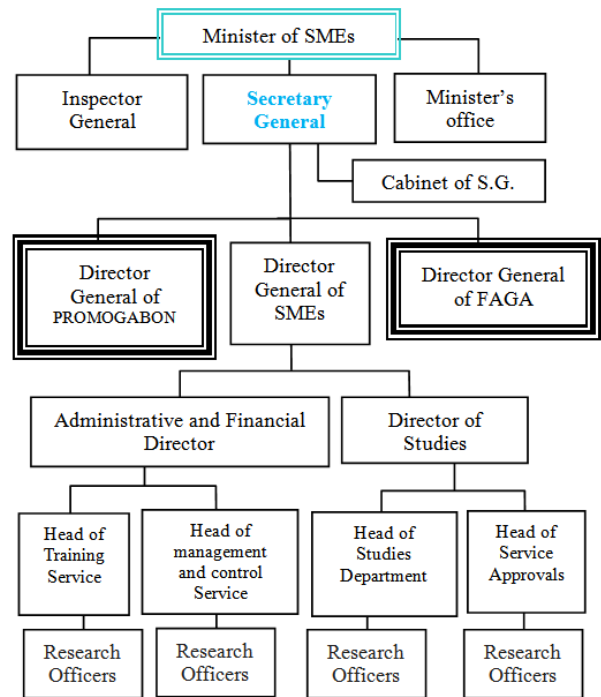 Minister of SMEs
Inspector
General
Secretary
General
Minister’s
office
Cabinet of S.G.
Director
General of
PROMOGABON
Director
General of
SMEs
Director General
of FAGA
Administrative and Financial
Director
Director of
Studies
Head of
Training
Service
Head of
management
and control
Service
Head of
Studies
Department
Head of
Service
Approvals
Research
Officers
Research
Officers
Research
Officers
Research
Officers